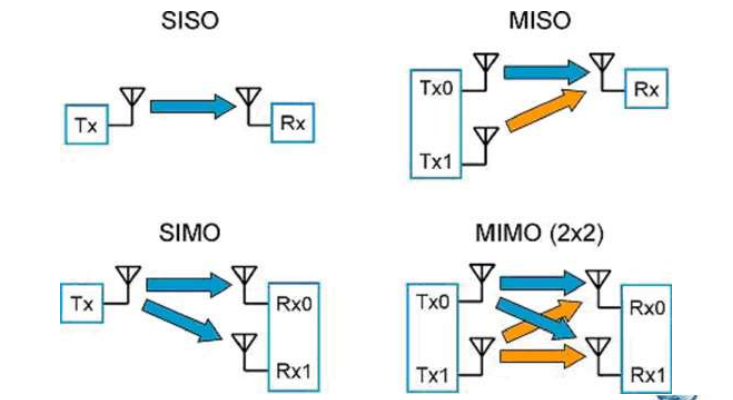 SISO
Tx
Rx
MISO
Tx0
Tx1
Rx
SIMO
Tx
Rx0
Rx1
MIMO (2x2)
Tx0
Tx1
Rx0
Rx1